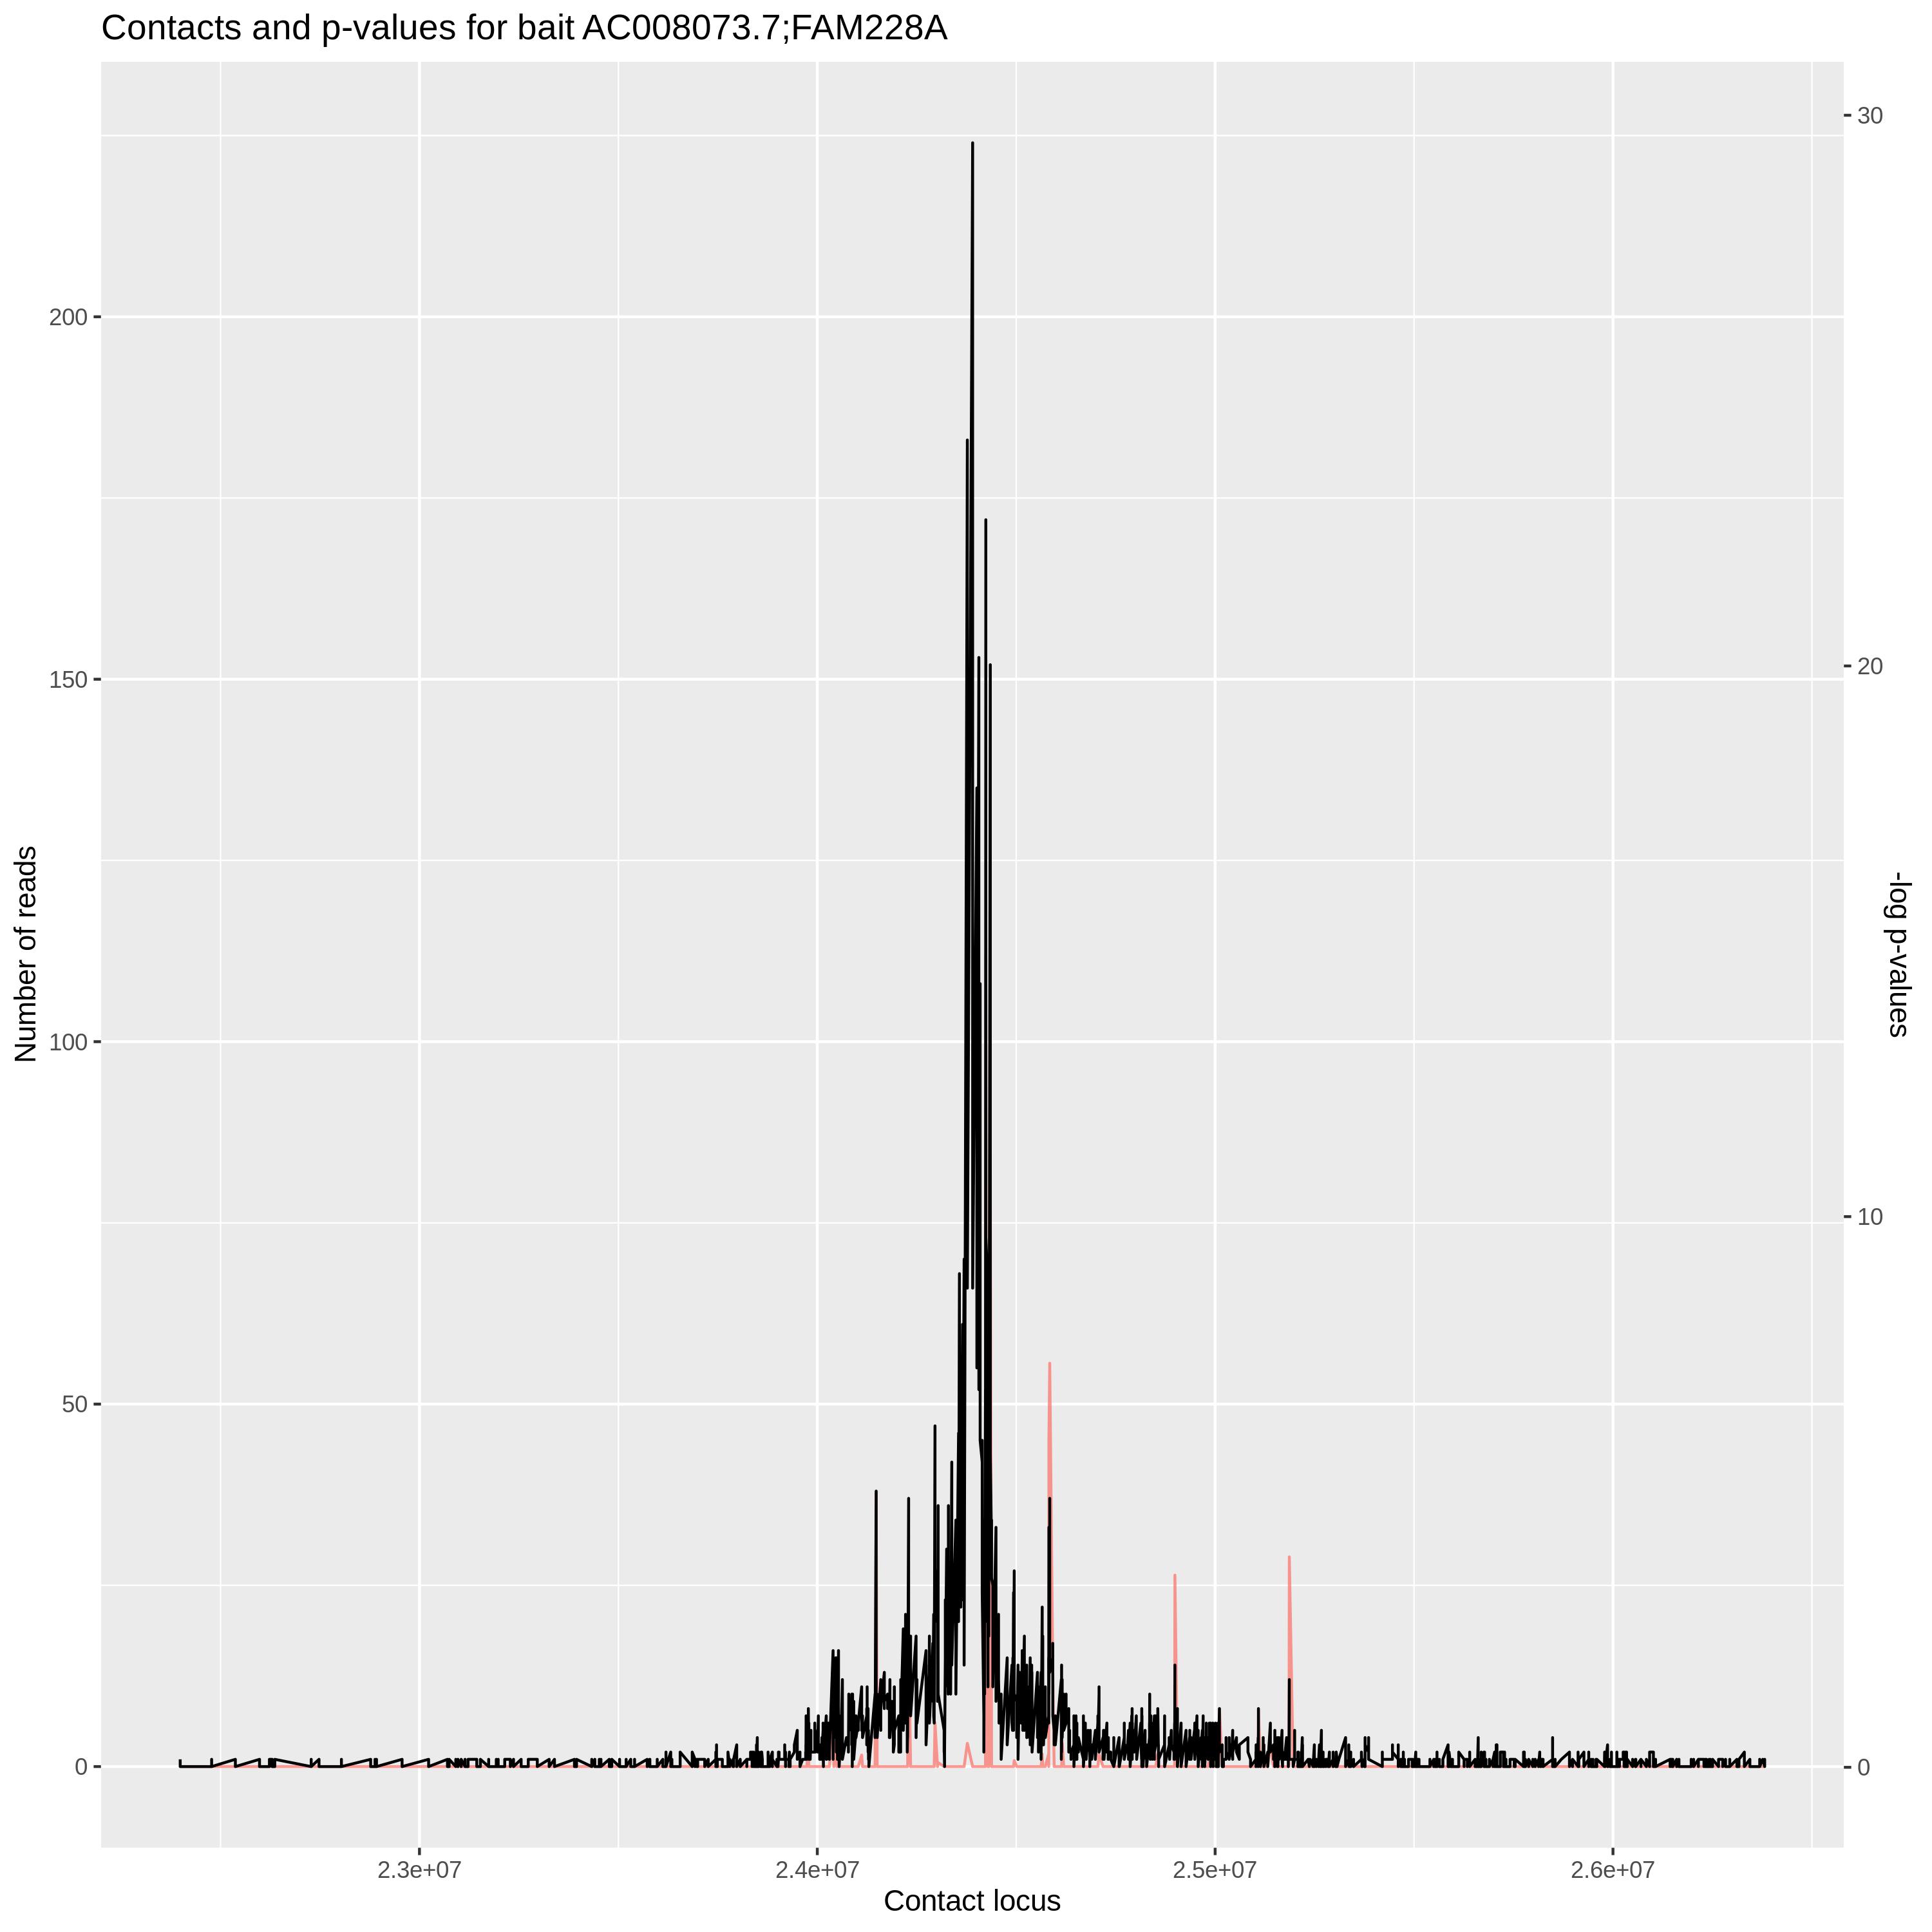 Contacts and p-values for bait AC008073.7;FAM228A
Number of reads
0
50
100
150
200
-log p-values
0
10
20
30
2.3e+07
2.4e+07
2.5e+07
2.6e+07
Contact locus